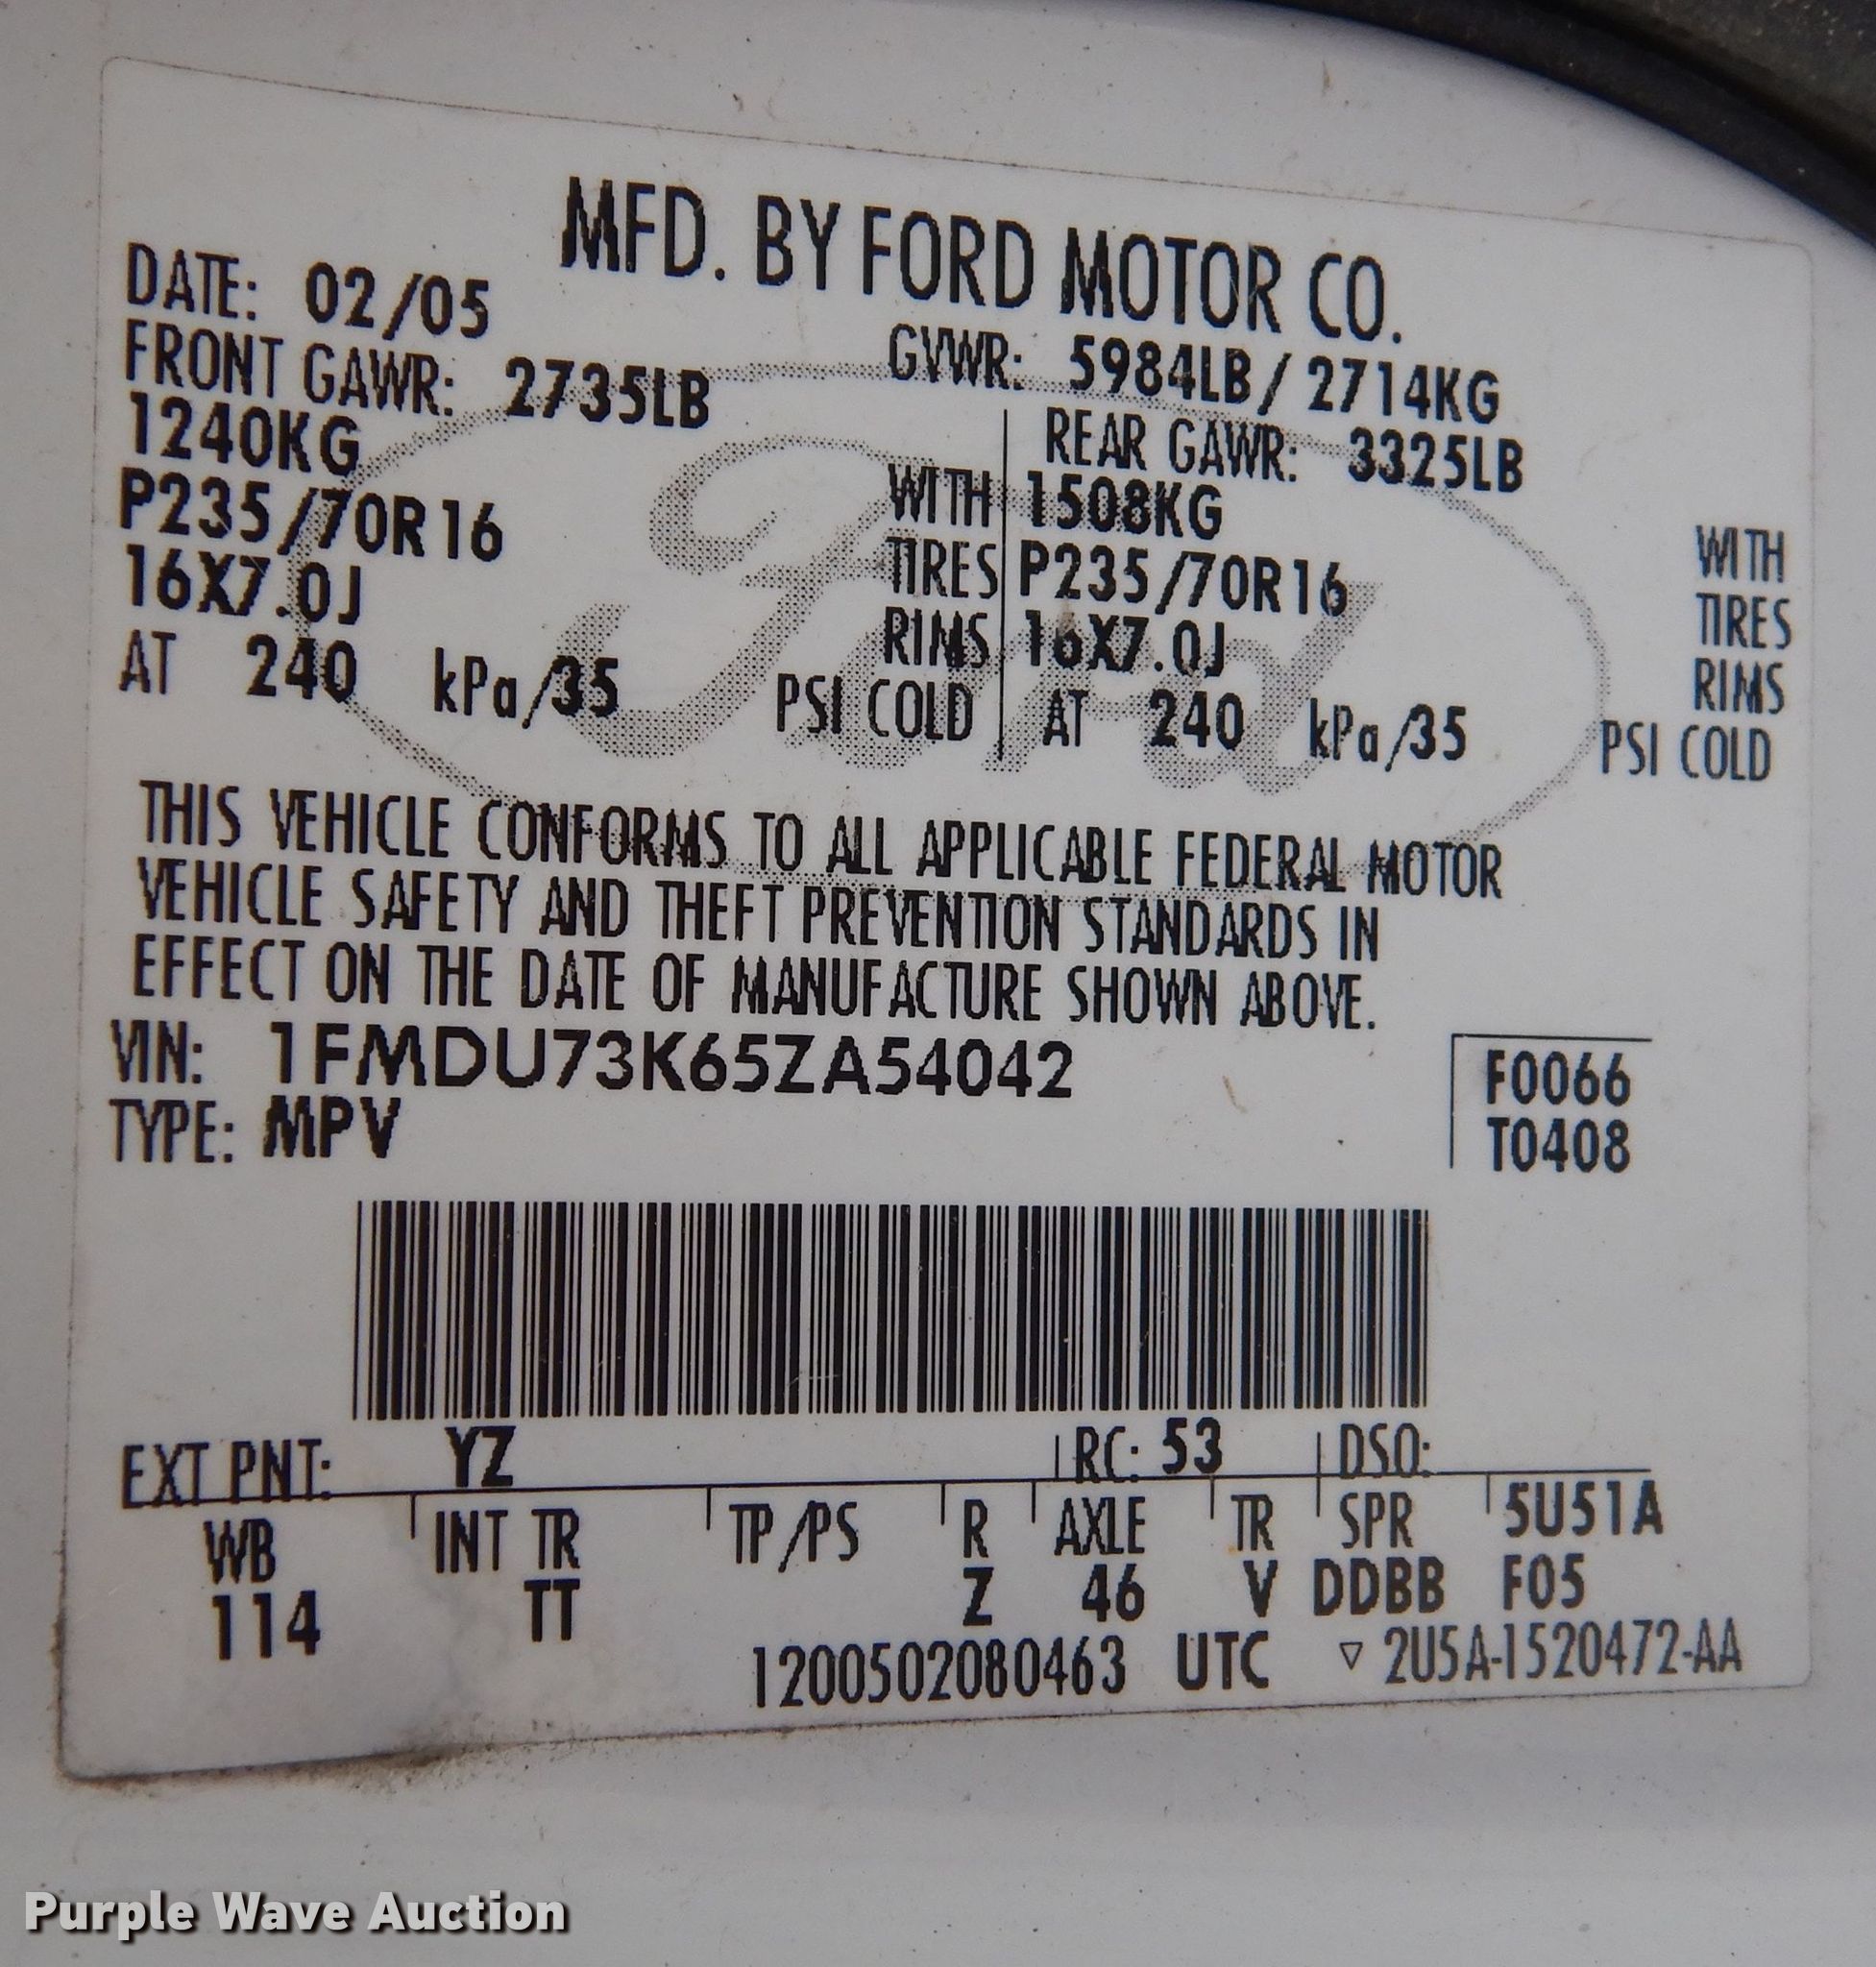 MFD. BY FORD MOTOR CO.
DATE: 02/05
GVWR: 5984LB/2714KG
FRONT GAWR: 2735LB
1240KG WITH
P235/70R16 TIRES
16X7.0J RIMS
AT 240 kPa/35 PSI COLD
REAR GAWR: 3325LB
1508KG WITH
P235/70R16 TIRES
16X7.0J RIMS
AT 240 kPa/35 PSI COLD
Ford
THIS VEHICLE CONFORMS TO ALL APPLICABLE FEDERAL MOTOR
VEHICLE SAFETY AND THEFT PREVENTION STANDARDS IN
EFFECT ON THE DATE OF MANUFACTURE SHOWN ABOVE.
VIN: 1FMDU73K65ZA54042
TYPE: MPV
F0066
T0408
EXT PNT: YZ RC: 53 DSO:
WB INT TR TP/PS R AXLE TR SPR 5U51A
114 TT Z 46 V DDBB F05
1200502080463 UTC ▽ 2U5A-1520472-AA
Purple Wave Auction